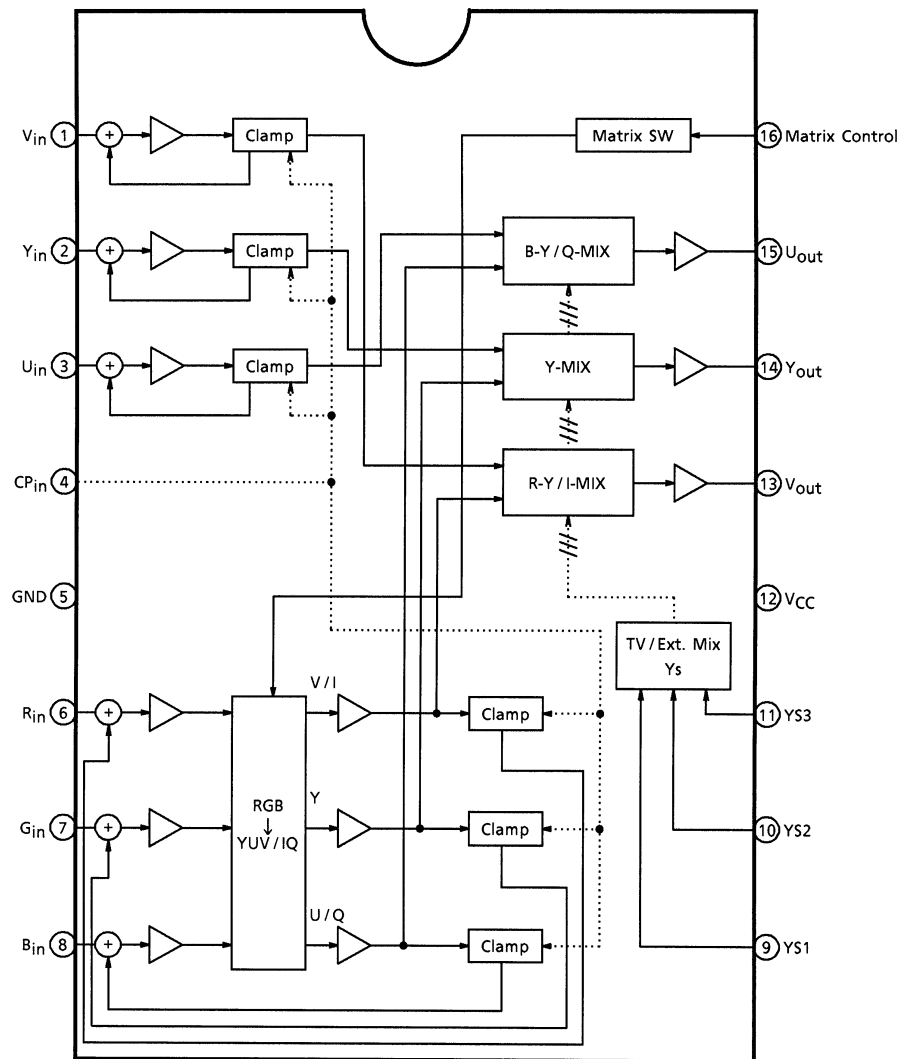 Vin 1
Clamp
Matrix SW
16 Matrix Control
Yin 2
Clamp
B-Y / Q-MIX
15 Uout
Uin 3
Clamp
Y-MIX
14 Yout
CPin 4
R-Y / I-MIX
13 Vout
GND 5
12 VCC
TV / Ext. Mix
Ys
Rin 6
V / I
Clamp
11 YS3
Gin 7
RGB
↓
YUV / IQ
Y
Clamp
10 YS2
Bin 8
U / Q
Clamp
9 YS1